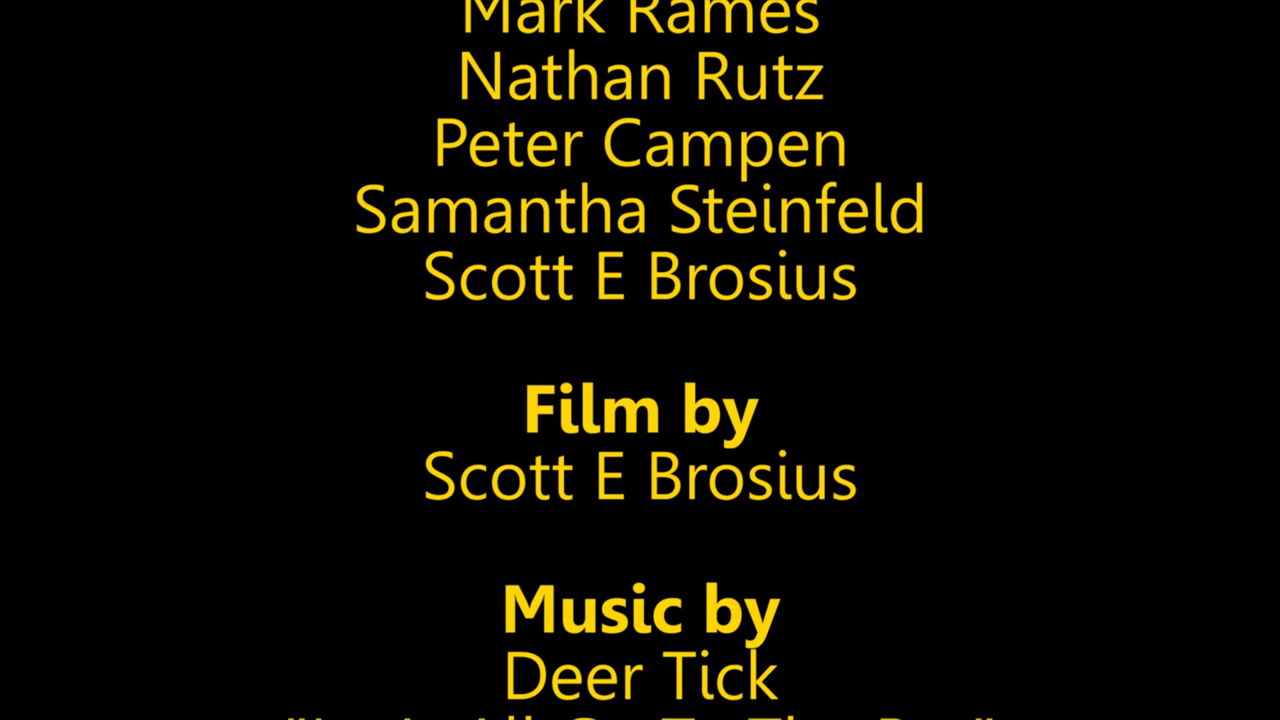 Mark Rames
Nathan Rutz
Peter Campen
Samantha Steinfeld
Scott E Brosius
Film by
Scott E Brosius
Music by
Deer Tick